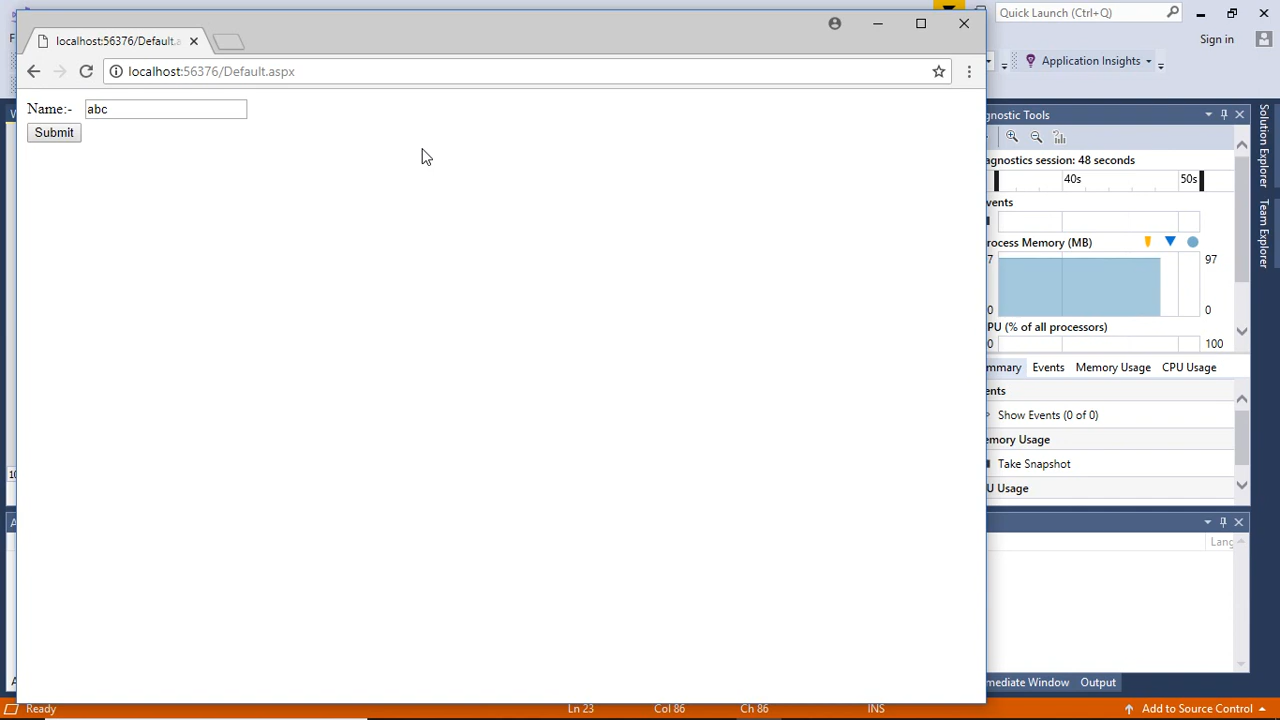 Quick Launch (Ctrl+Q)
localhost:56376/Default.a
Sign in
localhost:56376/Default.aspx
Application Insights
Name:- abc
Submit
gnostic Tools
agnostics session: 48 seconds
40s 50s
vents
rocess Memory (MB)
7 97
0 0
PU (% of all processors)
0 100
mmary Events Memory Usage CPU Usage
ents
Show Events (0 of 0)
emory Usage
Take Snapshot
U Usage
Solution Explorer
Team Explorer
Lang
mediate Window Output
Ready Ln 23 Col 86 Ch 86 INS Add to Source Control